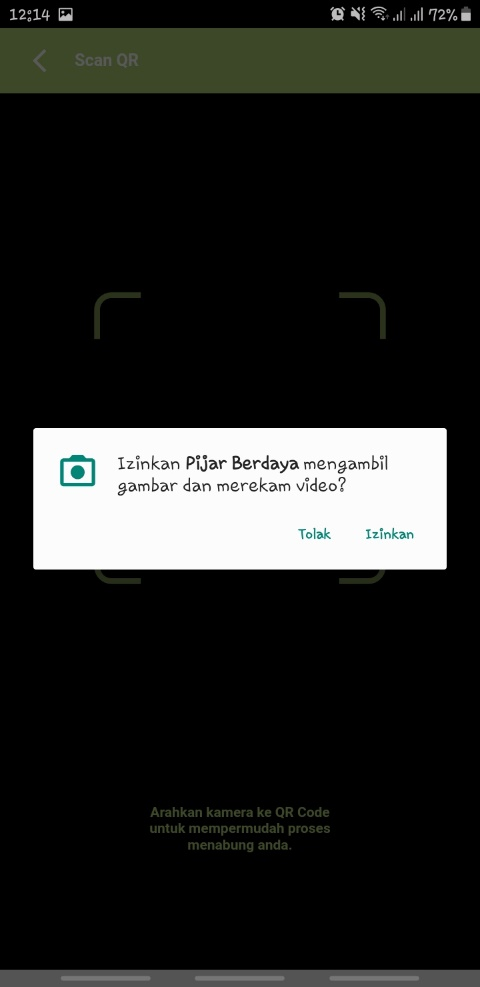 12:14
72%
Scan QR
Izinkan Pijar Berdaya mengambil
gambar dan merekam video?
Tolak Izinkan
Arahkan kamera ke QR Code
untuk mempermudah proses
menabung anda.